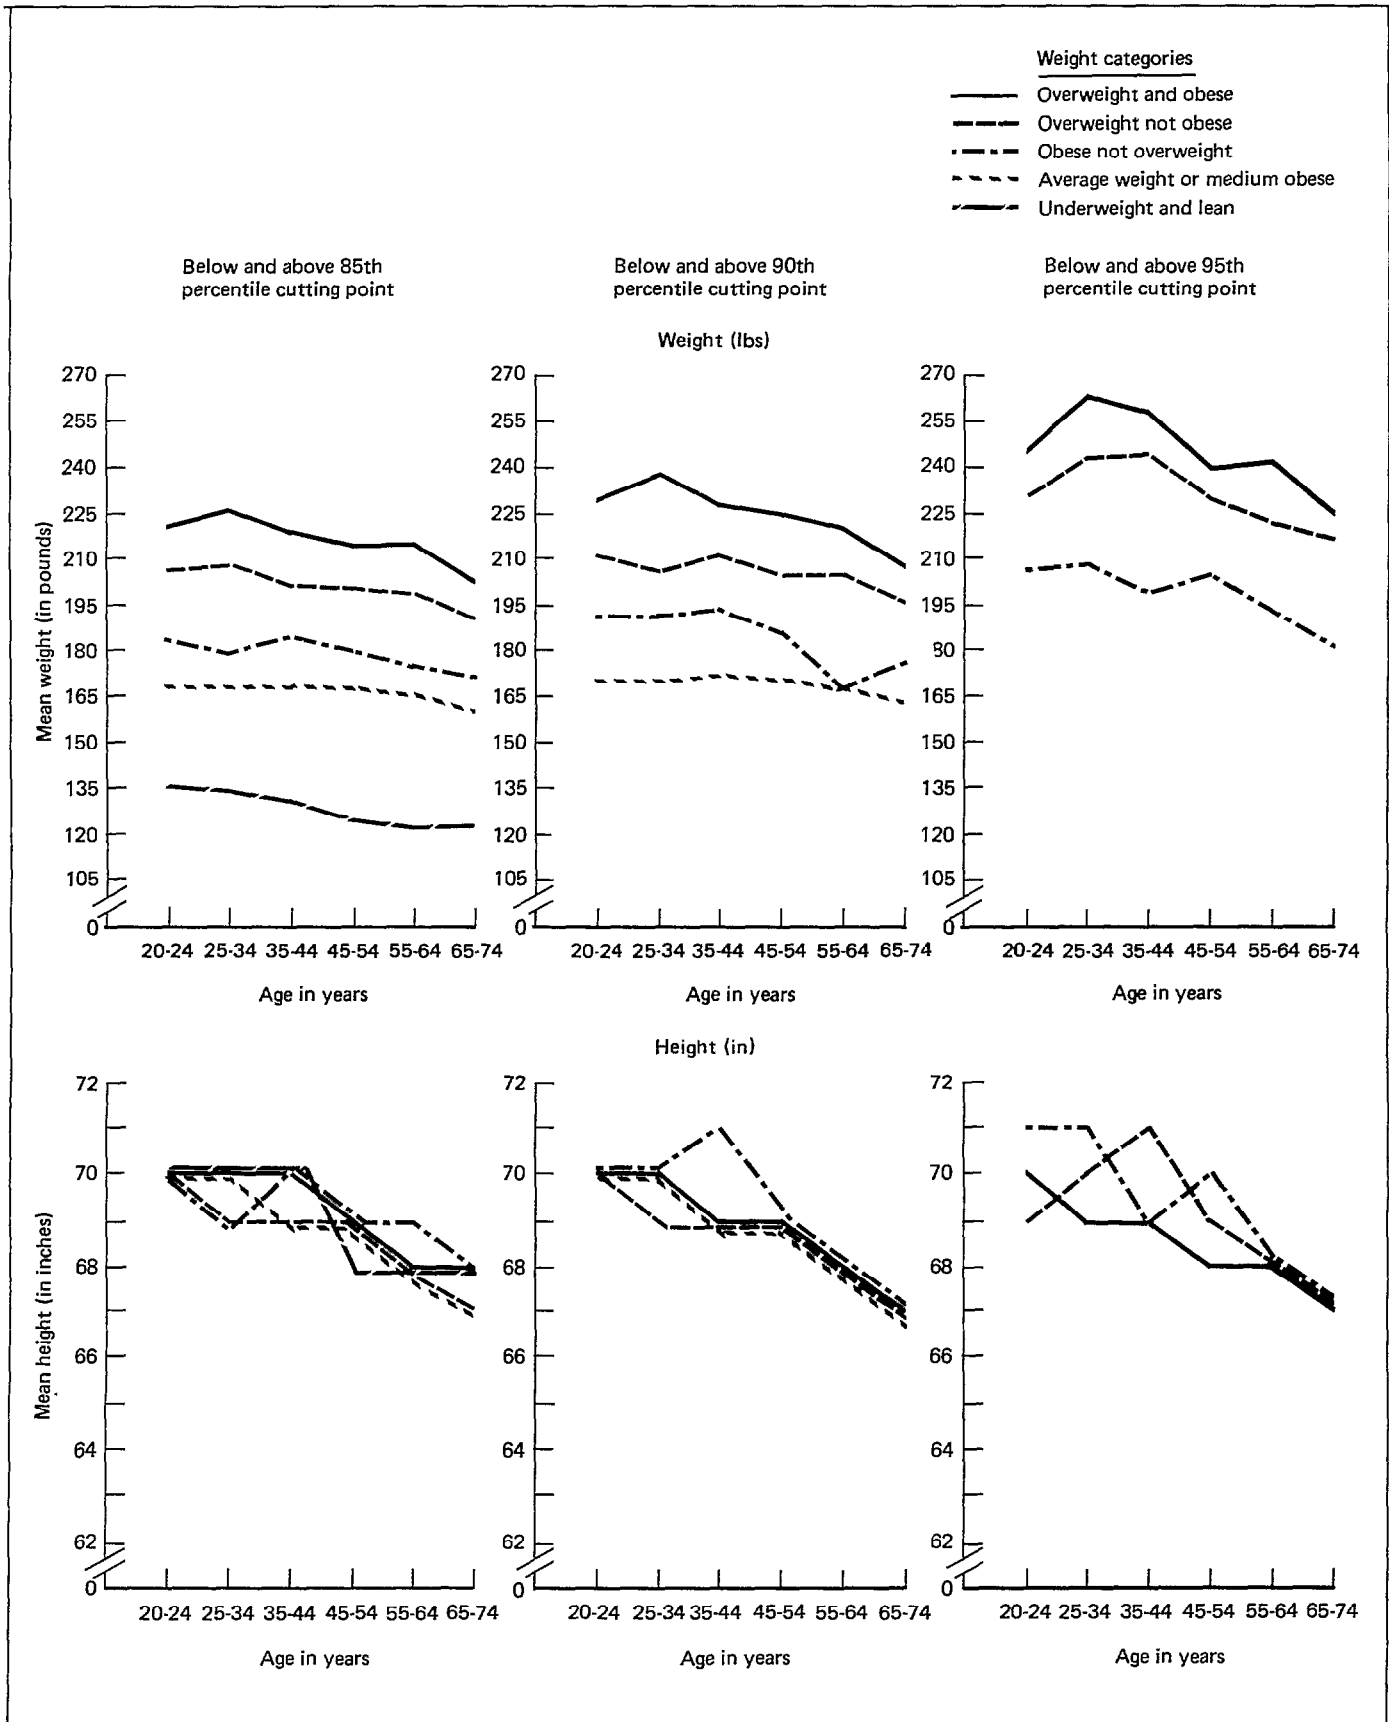 Weight categories
Overweight and obese
Overweight not obese
Obese not overweight
Average weight or medium obese
Underweight and lean
Below and above 85th
percentile cutting point
Below and above 90th
percentile cutting point
Below and above 95th
percentile cutting point
Weight (lbs)
Mean weight (in pounds)
270
255
240
225
210
195
180
165
150
135
120
105
0
20-24 25-34 35-44 45-54 55-64 65-74
Age in years
270
255
240
225
210
195
180
165
150
135
120
105
0
20-24 25-34 35-44 45-54 55-64 65-74
Age in years
270
255
240
225
210
195
80
165
150
135
120
105
0
20-24 25-34 35-44 45-54 55-64 65-74
Age in years
Height (in)
Mean height (in inches)
72
70
68
66
64
62
0
20-24 25-34 35-44 45-54 55-64 65-74
Age in years
72
70
68
66
64
62
0
20-24 25-34 35-44 45-54 55-64 65-74
Age in years
72
70
68
66
64
62
0
20-24 25-34 35-44 45-54 55-64 65-74
Age in years